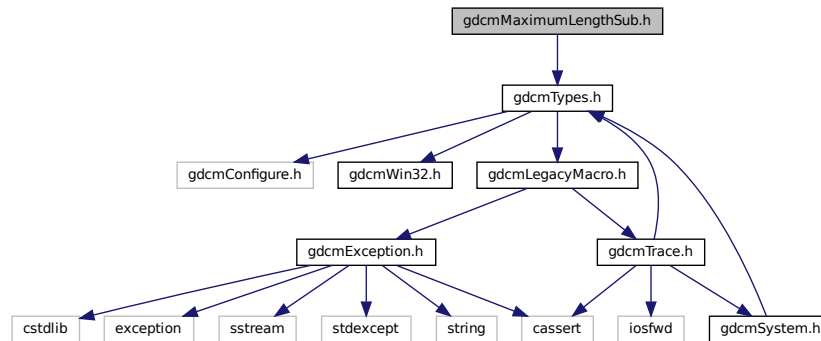 gdcmMaximumLengthSub.h
gdcmTypes.h
gdcmConfigure.h
gdcmWin32.h
gdcmLegacyMacro.h
gdcmException.h
gdcmTrace.h
cstdlib
exception
sstream
stdexcept
string
cassert
iosfwd
gdcmSystem.h